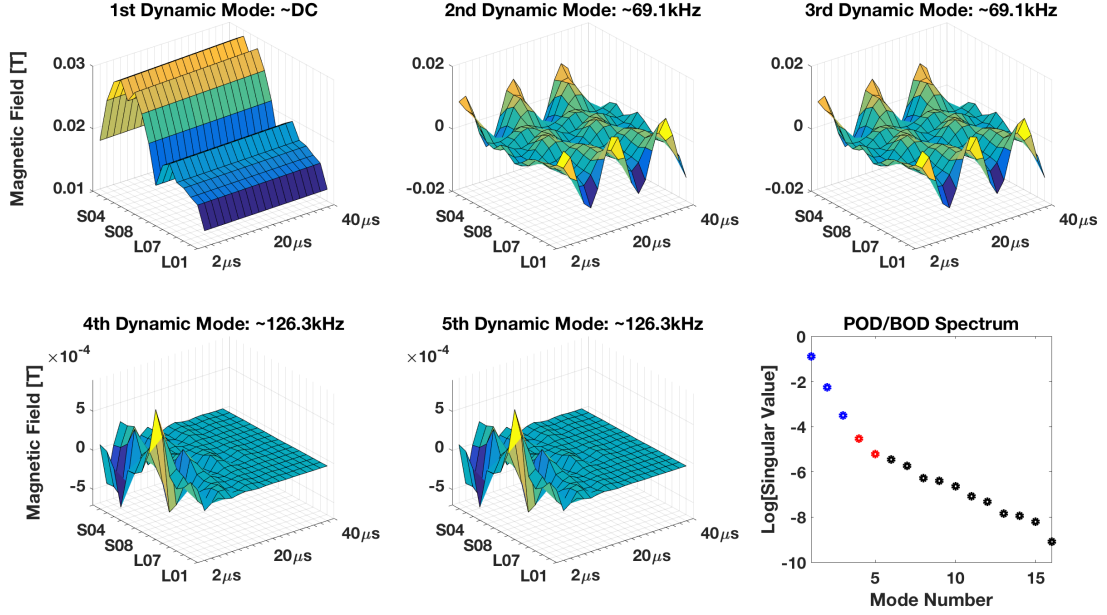 1st Dynamic Mode: ~DC
2nd Dynamic Mode: ~69.1kHz
3rd Dynamic Mode: ~69.1kHz
Magnetic Field [T]
0.03
0.02
0.01
S04
S08
L07
L01
2μs
20μs
40μs
0.02
0
-0.02
S04
S08
L07
L01
2μs
20μs
40μs
0.02
0
-0.02
S04
S08
L07
L01
2μs
20μs
40μs
4th Dynamic Mode: ~126.3kHz
5th Dynamic Mode: ~126.3kHz
POD/BOD Spectrum
Magnetic Field [T]
×10⁻⁴
5
0
-5
S04
S08
L07
L01
2μs
20μs
40μs
×10⁻⁴
5
0
-5
S04
S08
L07
L01
2μs
20μs
40μs
Log[Singular Value]
0
-2
-4
-6
-8
-10
5
10
15
Mode Number